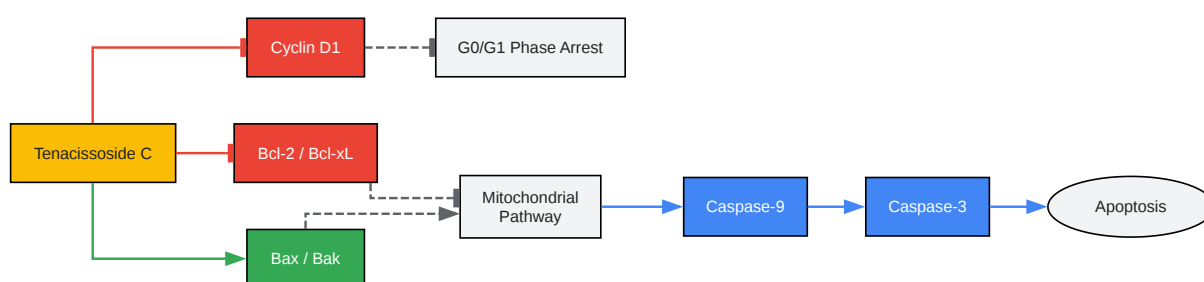 Cyclin D1
G0/G1 Phase Arrest
Tenacissoside C
Bcl-2 / Bcl-xL
Mitochondrial
Pathway
Caspase-9
Caspase-3
Apoptosis
Bax / Bak